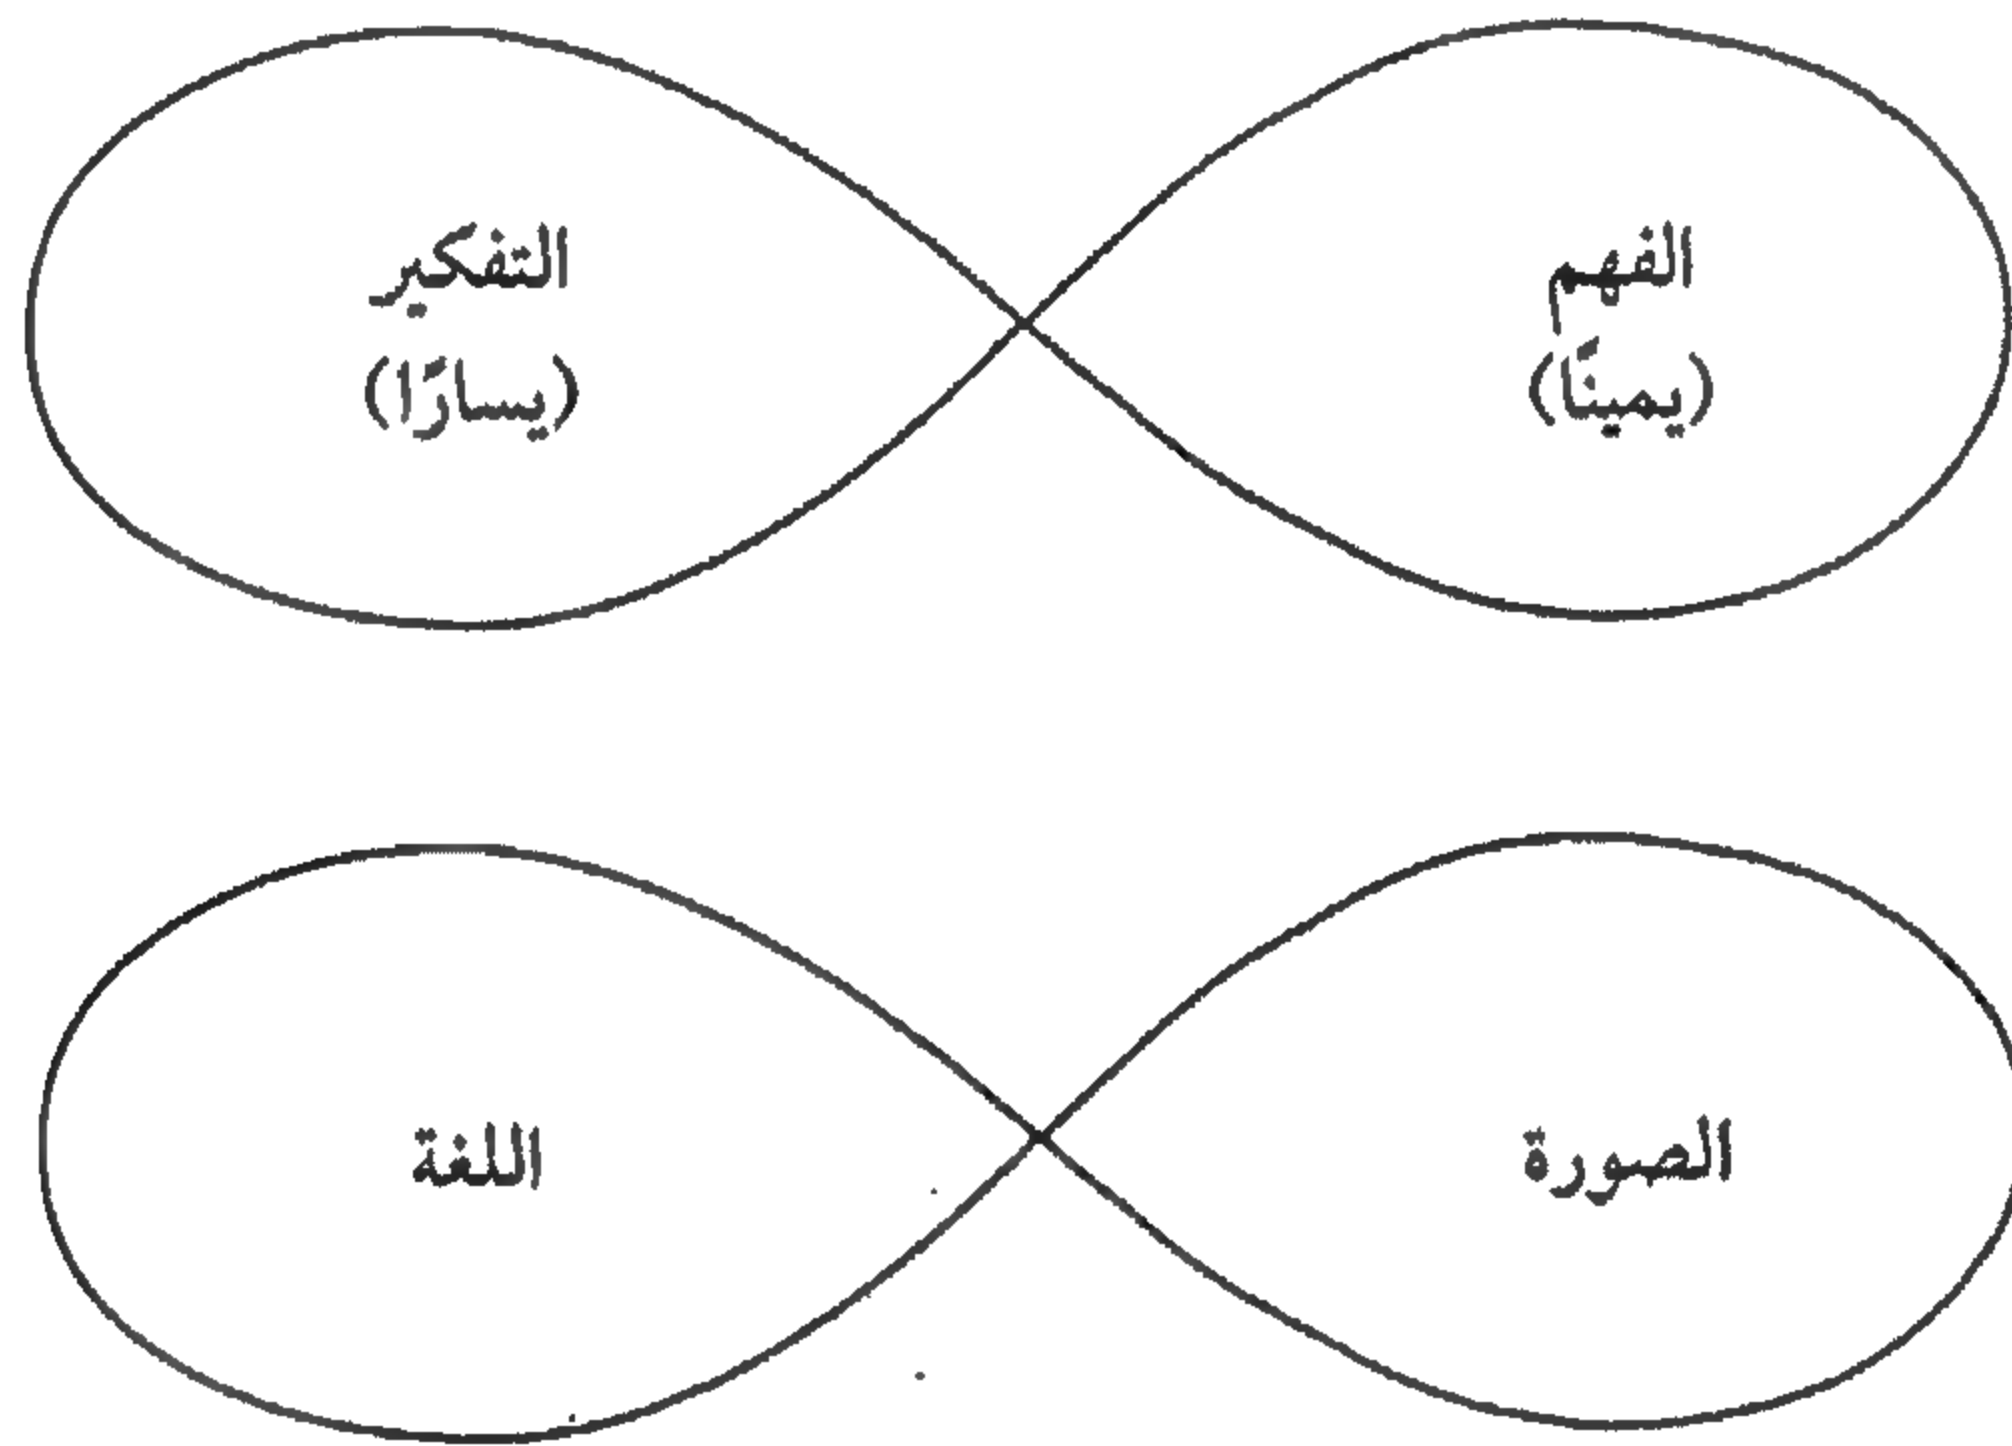 الفهم
(يمينًا)
التفكير
(يسارًا)
الصورة
اللغة